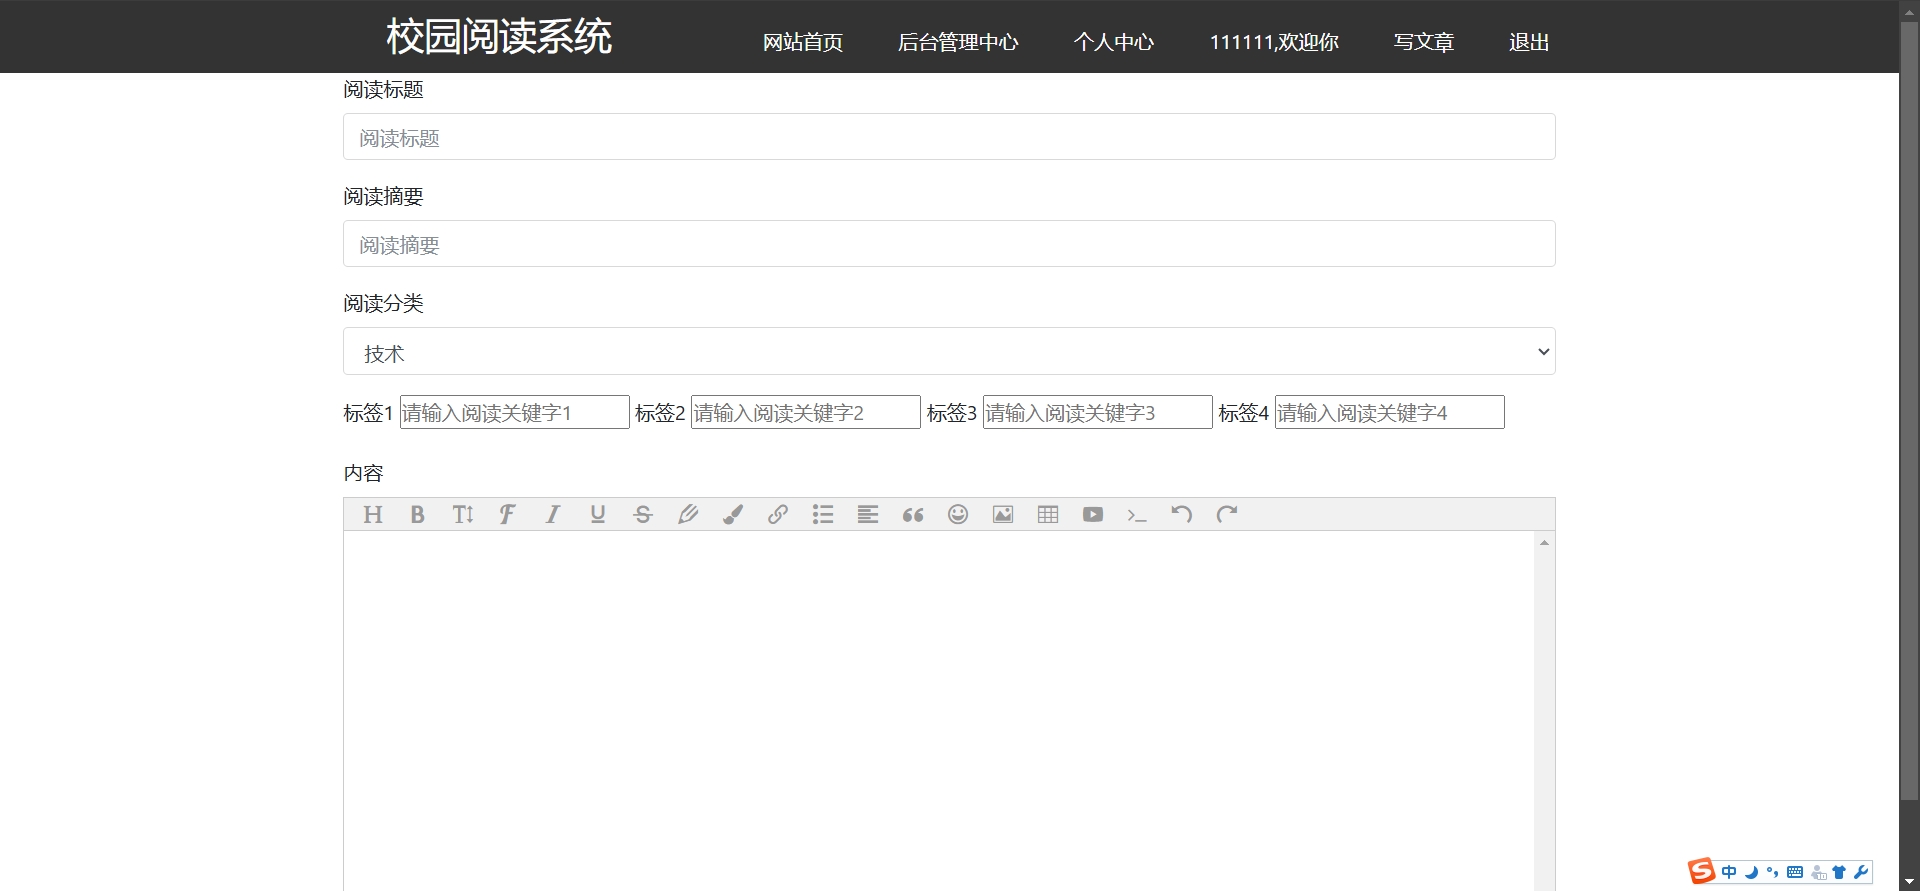 校园阅读系统 网站首页 后台管理中心 个人中心 111111,欢迎你 写文章 退出
阅读标题
阅读标题
阅读摘要
阅读摘要
阅读分类
技术
标签1 请输入阅读关键字1 标签2 请输入阅读关键字2 标签3 请输入阅读关键字3 标签4 请输入阅读关键字4
内容
中